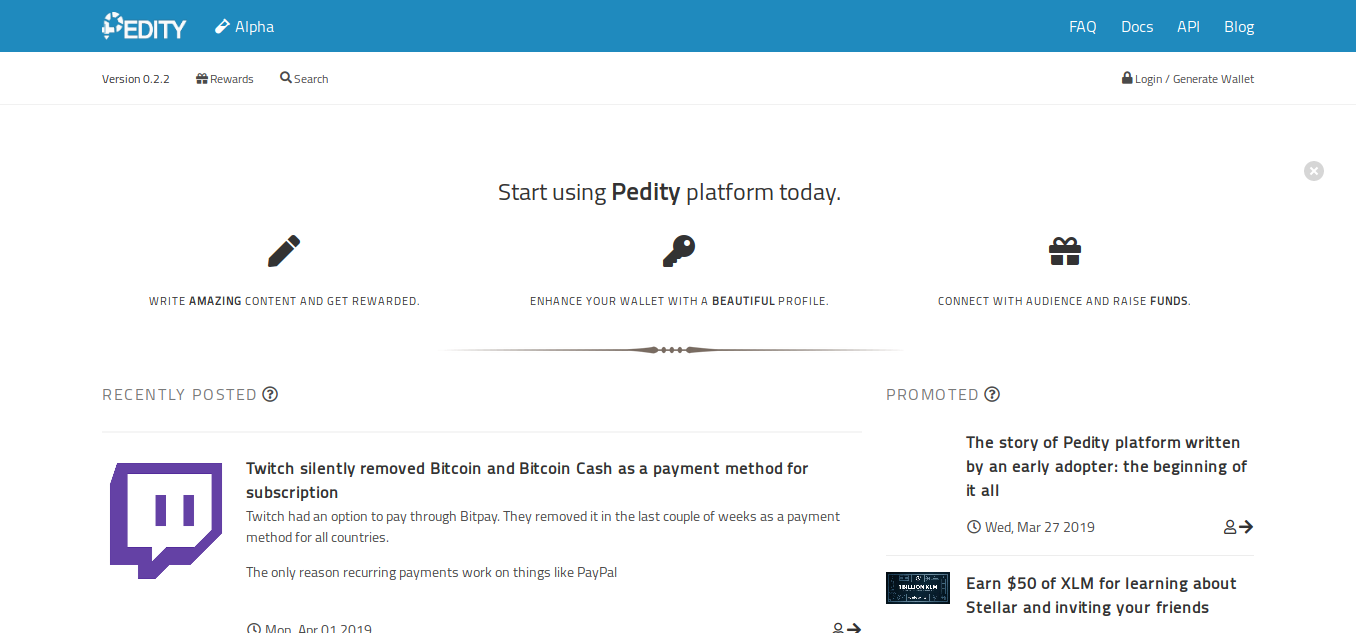 PEDITY Alpha FAQ Docs API Blog
Version 0.2.2 Rewards Search Login / Generate Wallet
Start using Pedity platform today.
WRITE AMAZING CONTENT AND GET REWARDED. ENHANCE YOUR WALLET WITH A BEAUTIFUL PROFILE. CONNECT WITH AUDIENCE AND RAISE FUNDS.
RECENTLY POSTED
Twitch silently removed Bitcoin and Bitcoin Cash as a payment method for
subscription
Twitch had an option to pay through Bitpay. They removed it in the last couple of weeks as a payment
method for all countries.
The only reason recurring payments work on things like PayPal
Mon, Apr 01 2019
PROMOTED
The story of Pedity platform written
by an early adopter: the beginning of
it all
Wed, Mar 27 2019
1 BILLION XLM
Earn $50 of XLM for learning about
Stellar and inviting your friends